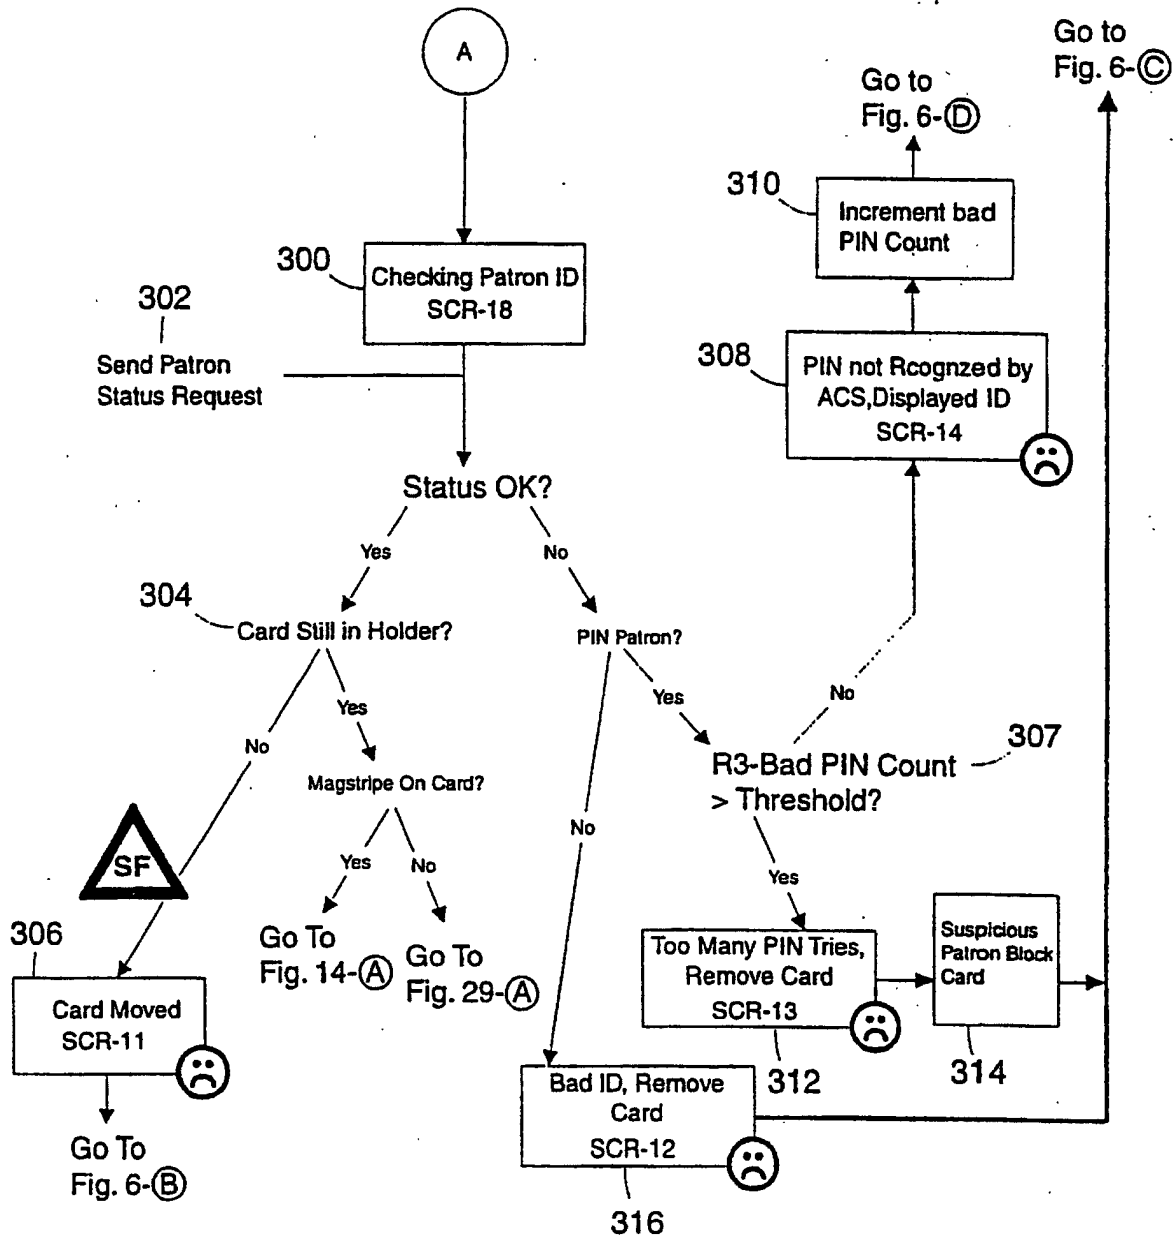 A
Go to
Fig. 6-Ⓒ
Go to
Fig. 6-Ⓓ
310
Increment bad
PIN Count
300
Checking Patron ID
SCR-18
302
Send Patron
Status Request
308
PIN not Rcognzed by
ACS,Displayed ID
SCR-14
Status OK?
Yes
No
304
Card Still in Holder?
PIN Patron?
Yes
No
Yes
No
No
R3-Bad PIN Count
> Threshold?
307
Magstripe On Card?
Yes
No
Yes
SF
306
Card Moved
SCR-11
Go To
Fig. 14-Ⓐ
Go To
Fig. 29-Ⓐ
Too Many PIN Tries,
Remove Card
SCR-13
312
Suspicious
Patron Block
Card
314
Bad ID, Remove
Card
SCR-12
316
Go To
Fig. 6-Ⓑ